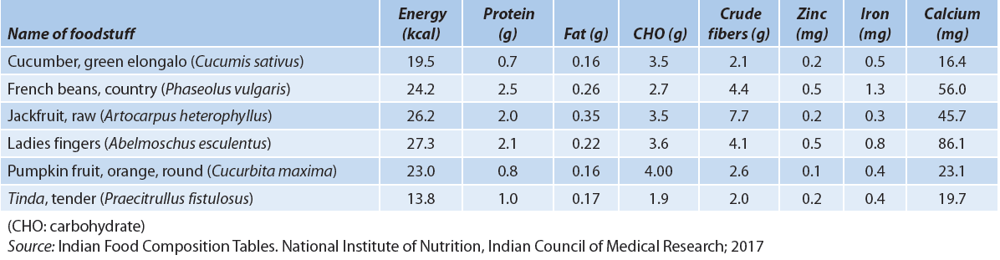 Name of foodstuff Energy (kcal) Protein (g) Fat (g) CHO (g) Crude fibers (g) Zinc (mg) Iron (mg) Calcium (mg)
Cucumber, green elongalo (Cucumis sativus) 19.5 0.7 0.16 3.5 2.1 0.2 0.5 16.4
French beans, country (Phaseolus vulgaris) 24.2 2.5 0.26 2.7 4.4 0.5 1.3 56.0
Jackfruit, raw (Artocarpus heterophyllus) 26.2 2.0 0.35 3.5 7.7 0.2 0.3 45.7
Ladies fingers (Abelmoschus esculentus) 27.3 2.1 0.22 3.6 4.1 0.5 0.8 86.1
Pumpkin fruit, orange, round (Cucurbita maxima) 23.0 0.8 0.16 4.00 2.6 0.1 0.4 23.1
Tinda, tender (Praecitrullus fistulosus) 13.8 1.0 0.17 1.9 2.0 0.2 0.4 19.7
(CHO: carbohydrate)
Source: Indian Food Composition Tables. National Institute of Nutrition, Indian Council of Medical Research; 2017